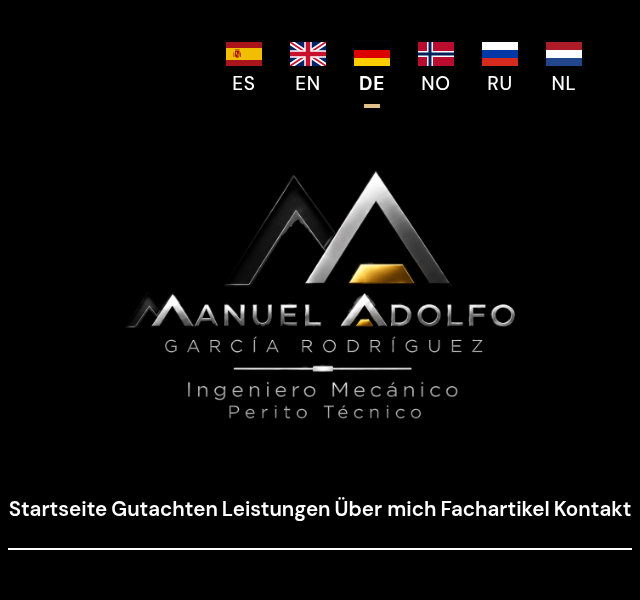 ES EN DE NO RU NL
MANUEL ADOLFO
GARCÍA RODRÍGUEZ
Ingeniero Mecánico
Perito Técnico
Startseite Gutachten Leistungen Über mich Fachartikel Kontakt